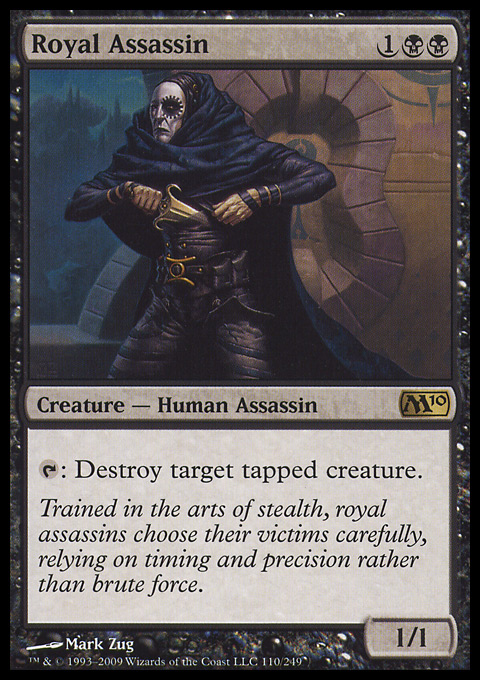 Royal Assassin 1
Creature — Human Assassin M10
: Destroy target tapped creature.
Trained in the arts of stealth, royal
assassins choose their victims carefully,
relying on timing and precision rather
than brute force.
Mark Zug
1/1
™ & © 1993–2009 Wizards of the Coast LLC 110/249